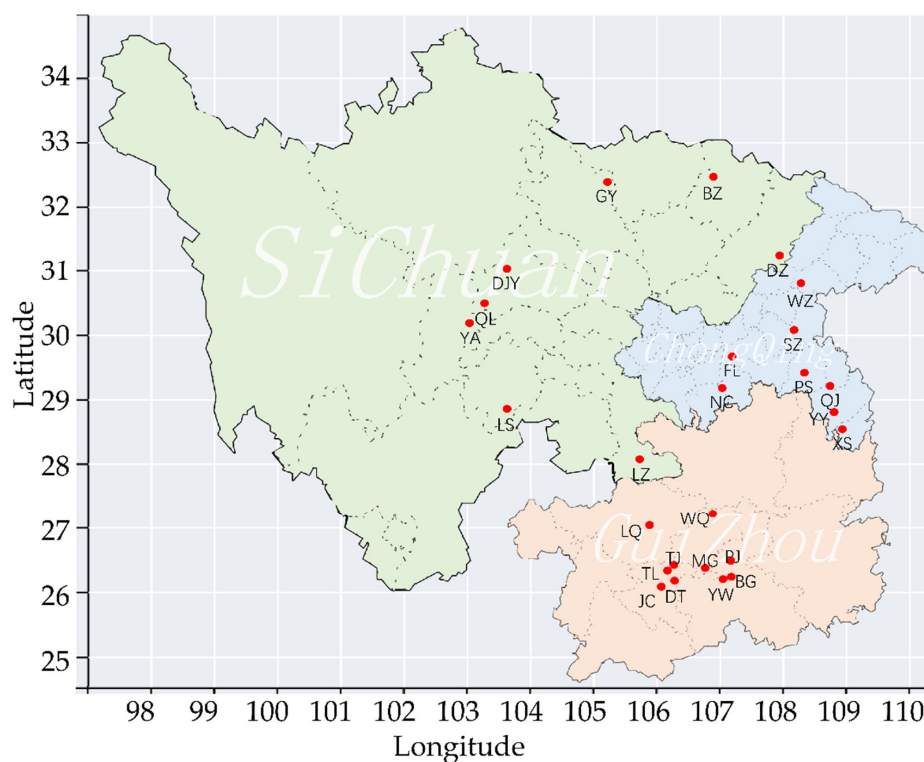 34
33
32
31
30
29
28
27
26
25
Latitude
98 99 100 101 102 103 104 105 106 107 108 109 110
Longitude
SiChuan
ChongQing
GuiZhou
GY
BZ
DJY
QL
YA
LS
LZ
DZ
WZ
SZ
FL
NC
PS
QJ
YY
XS
LQ
WQ
TJ
TL
MG
PJ
BG
YW
DT
JC